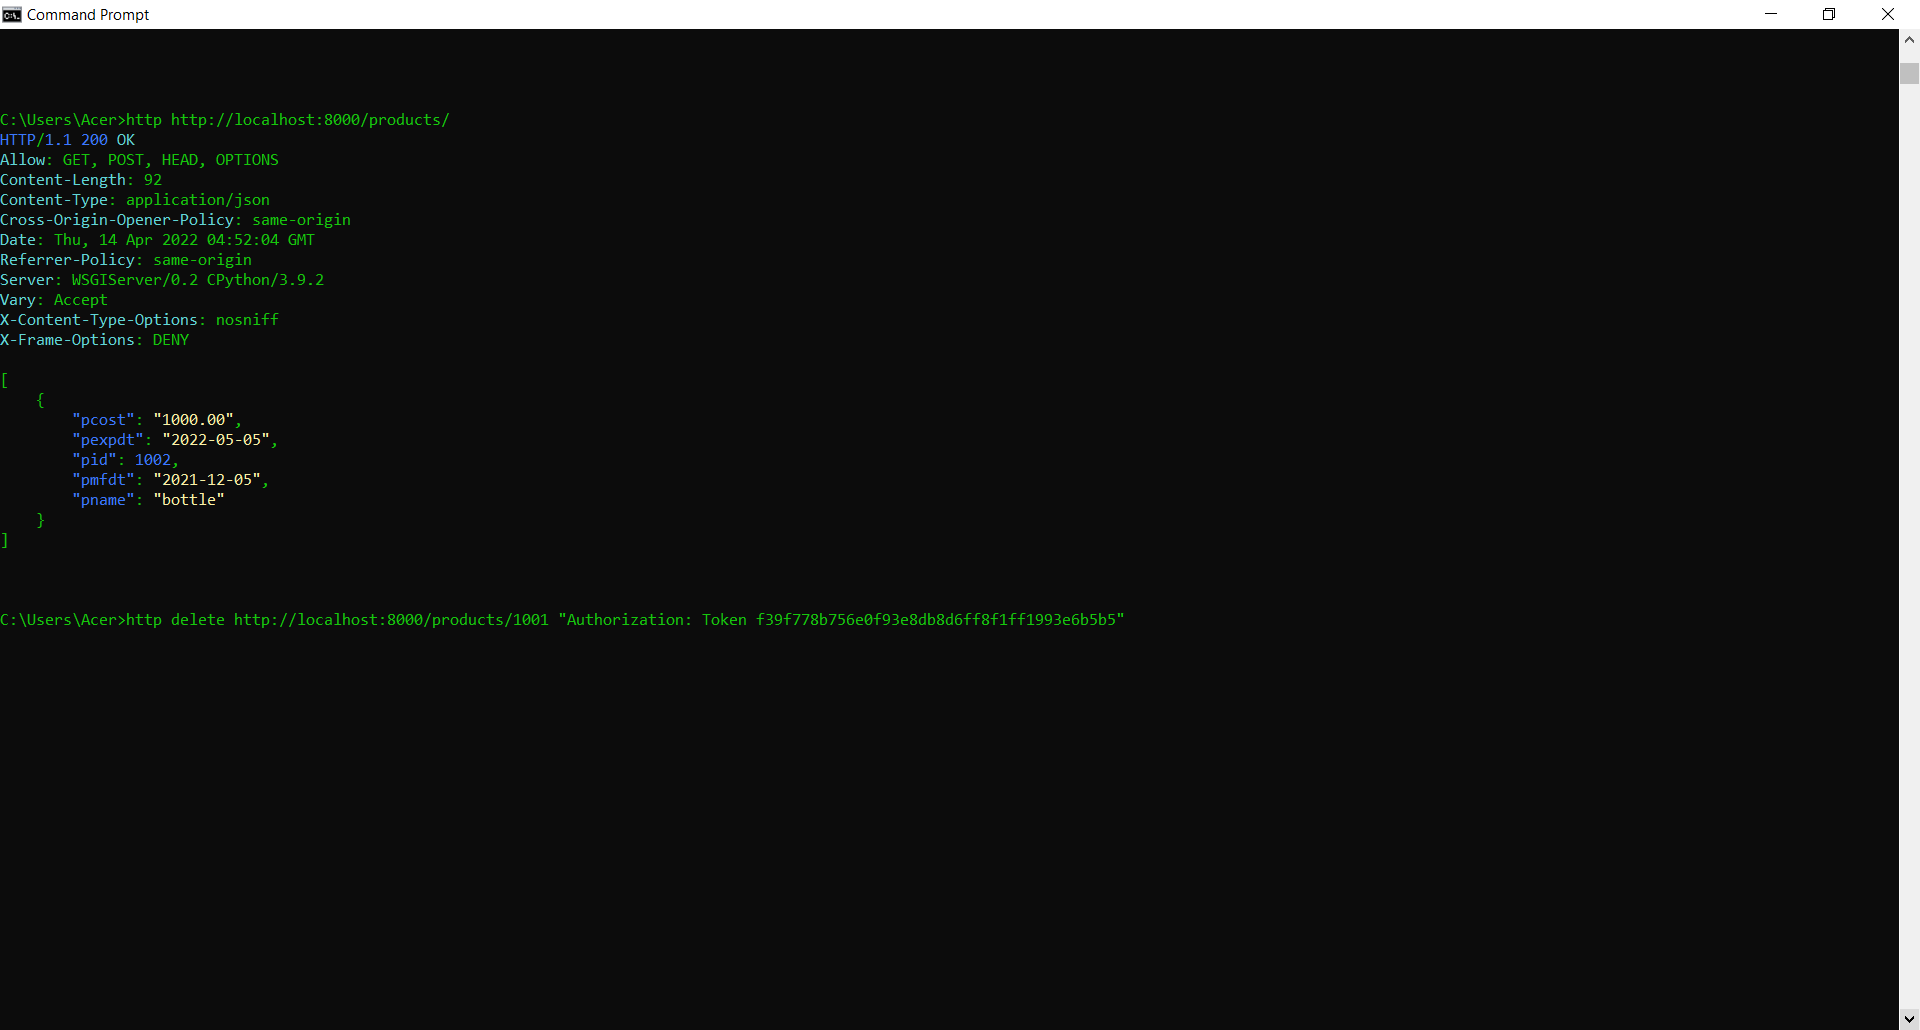 Command Prompt
C:\Users\Acer>http http://localhost:8000/products/
HTTP/1.1 200 OK
Allow: GET, POST, HEAD, OPTIONS
Content-Length: 92
Content-Type: application/json
Cross-Origin-Opener-Policy: same-origin
Date: Thu, 14 Apr 2022 04:52:04 GMT
Referrer-Policy: same-origin
Server: WSGIServer/0.2 CPython/3.9.2
Vary: Accept
X-Content-Type-Options: nosniff
X-Frame-Options: DENY
[
    {
        "pcost": "1000.00",
        "pexpdt": "2022-05-05",
        "pid": 1002,
        "pmfdt": "2021-12-05",
        "pname": "bottle"
    }
]
C:\Users\Acer>http delete http://localhost:8000/products/1001 "Authorization: Token f39f778b756e0f93e8db8d6ff8f1ff1993e6b5b5"